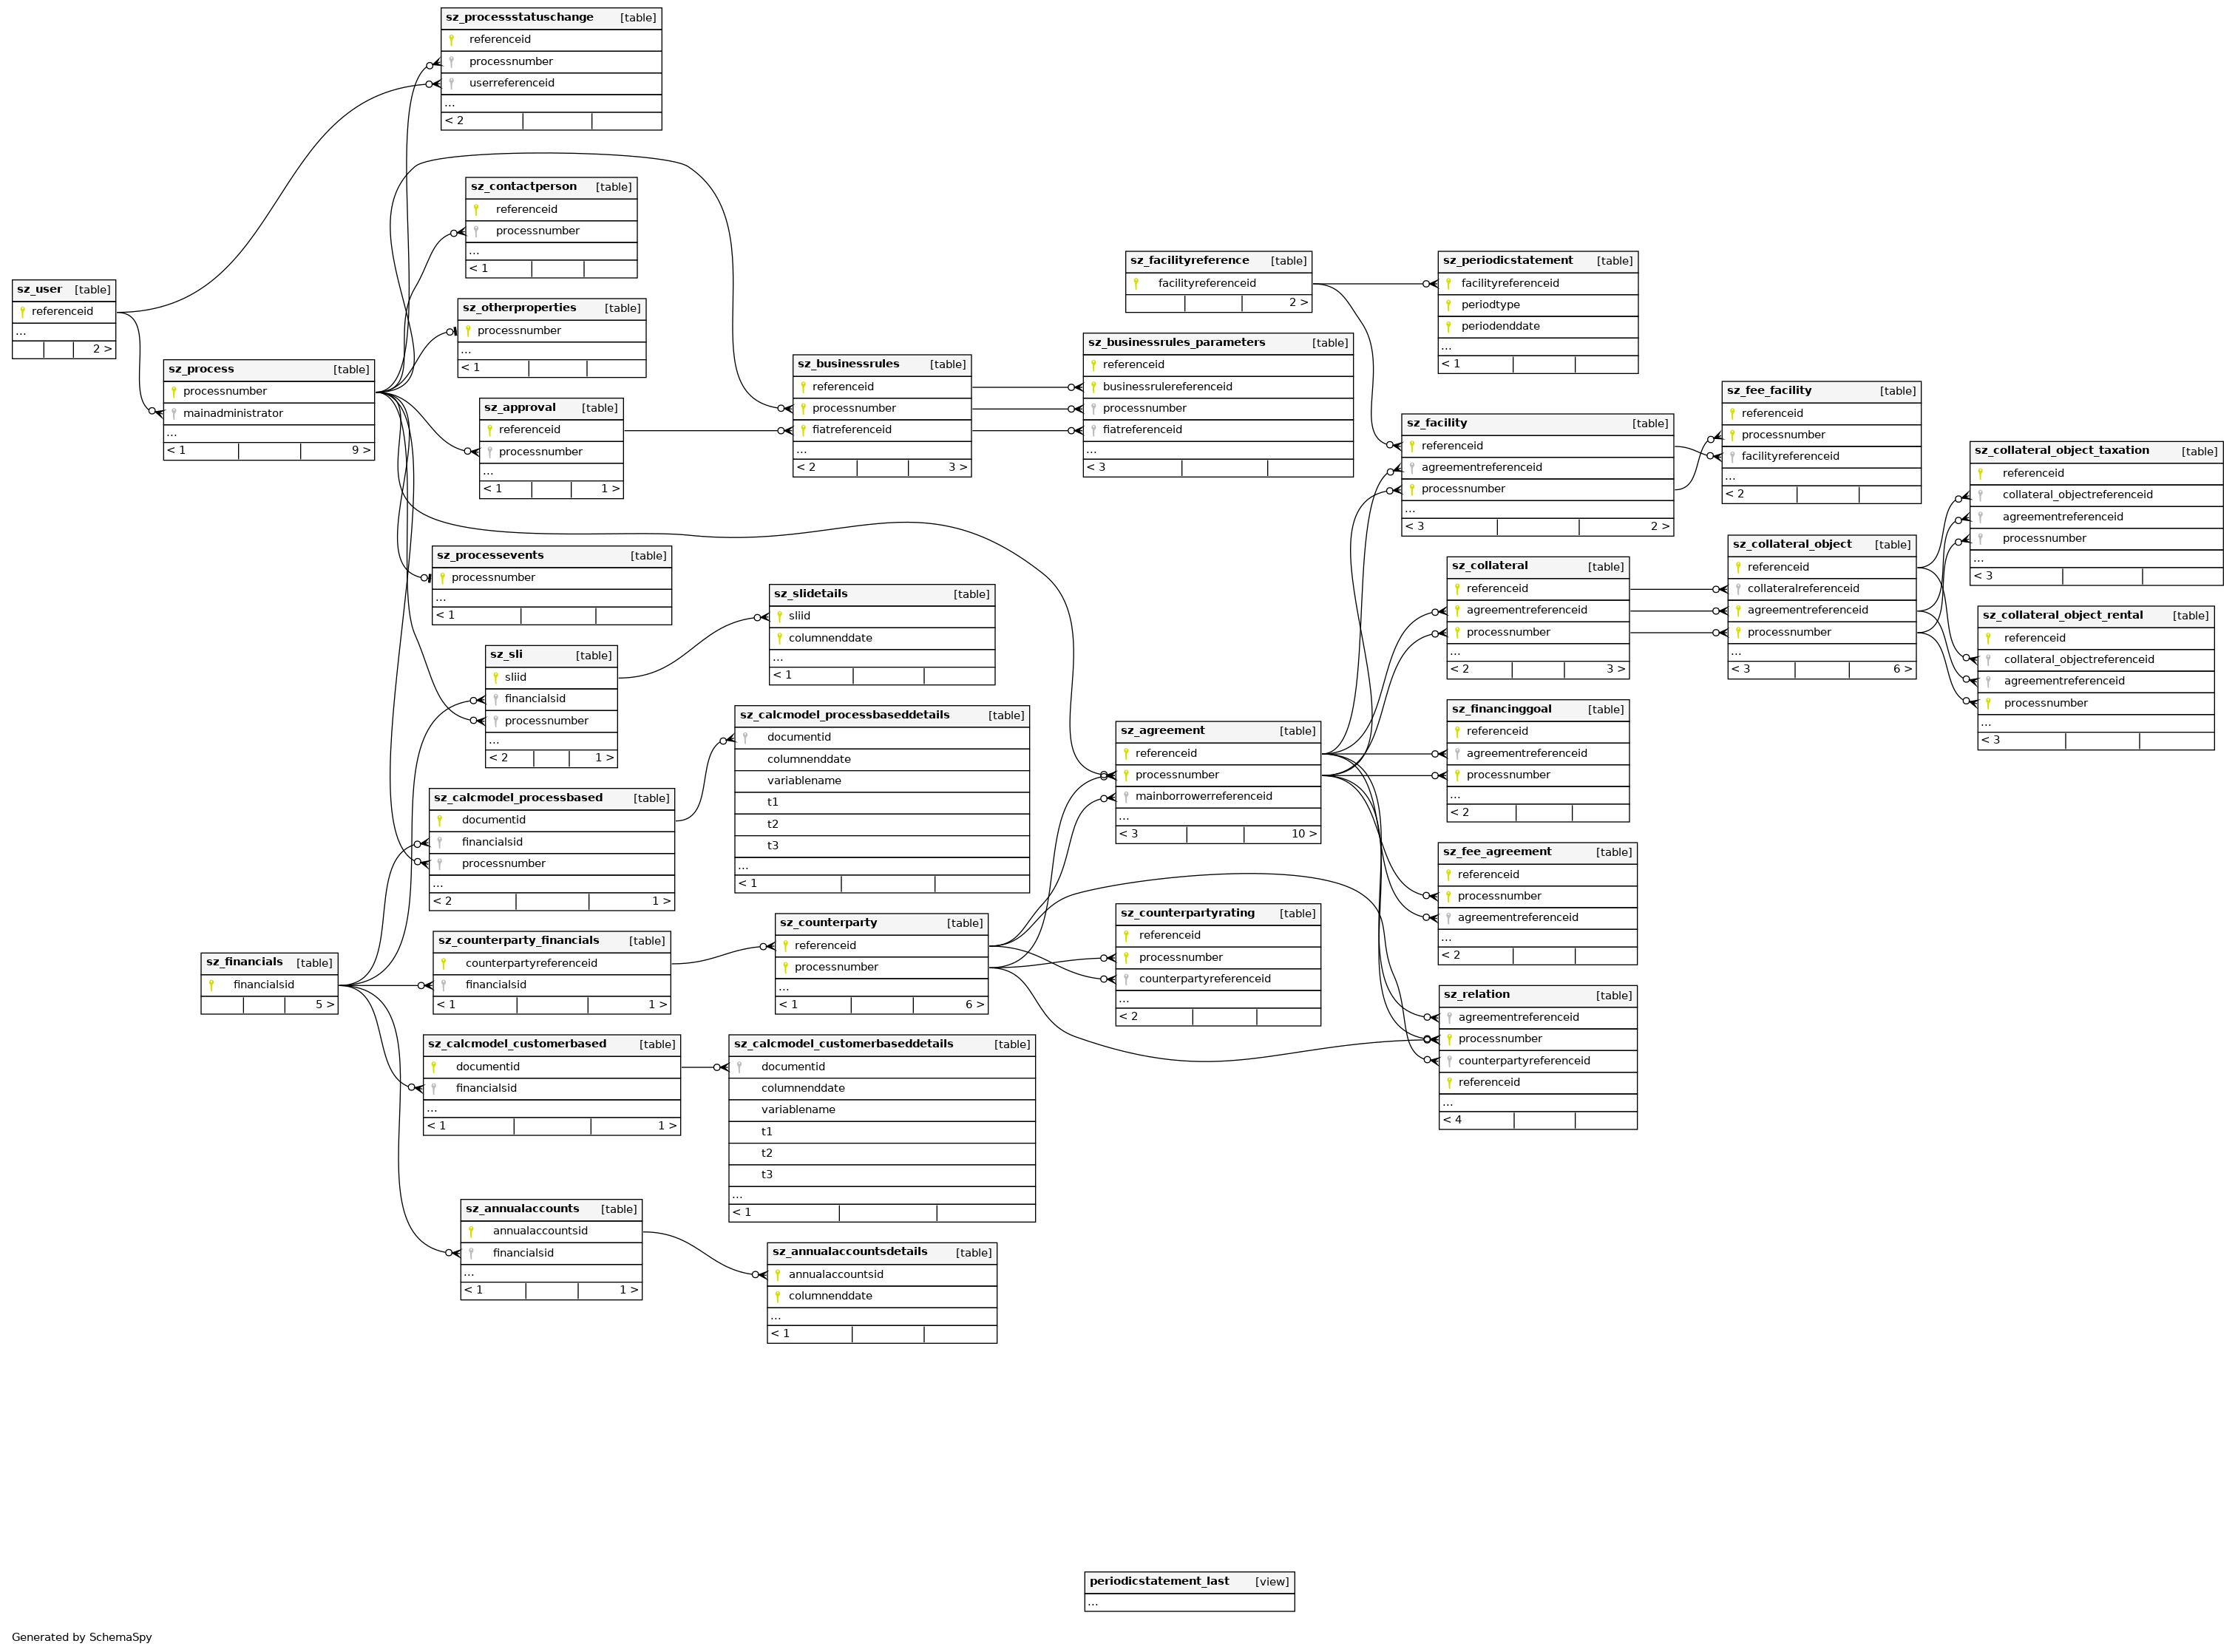 sz_processstatuschange [table]
referenceid
processnumber
userreferenceid
...
< 2
sz_contactperson [table]
referenceid
processnumber
...
< 1
sz_user [table]
referenceid
...
2 >
sz_otherproperties [table]
processnumber
...
< 1
sz_process [table]
processnumber
mainadministrator
...
< 1 9 >
sz_approval [table]
referenceid
processnumber
...
< 1 1 >
sz_businessrules [table]
referenceid
processnumber
fiatreferenceid
...
< 2 3 >
sz_businessrules_parameters [table]
referenceid
businessrulereferenceid
processnumber
fiatreferenceid
...
< 3
sz_facilityreference [table]
facilityreferenceid
2 >
sz_periodicstatement [table]
facilityreferenceid
periodtype
periodenddate
...
< 1
sz_facility [table]
referenceid
agreementreferenceid
processnumber
...
< 3 2 >
sz_fee_facility [table]
referenceid
processnumber
facilityreferenceid
...
< 2
sz_collateral_object_taxation [table]
referenceid
collateral_objectreferenceid
agreementreferenceid
processnumber
...
< 3
sz_collateral [table]
referenceid
agreementreferenceid
processnumber
...
< 2 3 >
sz_collateral_object [table]
referenceid
collateralreferenceid
agreementreferenceid
processnumber
...
< 3 6 >
sz_collateral_object_rental [table]
referenceid
collateral_objectreferenceid
agreementreferenceid
processnumber
...
< 3
sz_processevents [table]
processnumber
...
< 1
sz_slidetails [table]
sliid
columnenddate
...
< 1
sz_sli [table]
sliid
financialsid
processnumber
...
< 2 1 >
sz_calcmodel_processbaseddetails [table]
documentid
columnenddate
variablename
t1
t2
t3
...
< 1
sz_calcmodel_processbased [table]
documentid
financialsid
processnumber
...
< 2 1 >
sz_agreement [table]
referenceid
processnumber
mainborrowerreferenceid
...
< 3 10 >
sz_financinggoal [table]
referenceid
agreementreferenceid
processnumber
...
< 2
sz_fee_agreement [table]
referenceid
processnumber
agreementreferenceid
...
< 2
sz_financials [table]
financialsid
5 >
sz_counterparty_financials [table]
counterpartyreferenceid
financialsid
< 1 1 >
sz_counterparty [table]
referenceid
processnumber
...
< 1 6 >
sz_counterpartyrating [table]
referenceid
processnumber
counterpartyreferenceid
...
< 2
sz_relation [table]
agreementreferenceid
processnumber
counterpartyreferenceid
referenceid
...
< 4
sz_calcmodel_customerbased [table]
documentid
financialsid
...
< 1 1 >
sz_calcmodel_customerbaseddetails [table]
documentid
columnenddate
variablename
t1
t2
t3
...
< 1
sz_annualaccounts [table]
annualaccountsid
financialsid
...
< 1 1 >
sz_annualaccountsdetails [table]
annualaccountsid
columnenddate
...
< 1
periodicstatement_last [view]
...
Generated by SchemaSpy